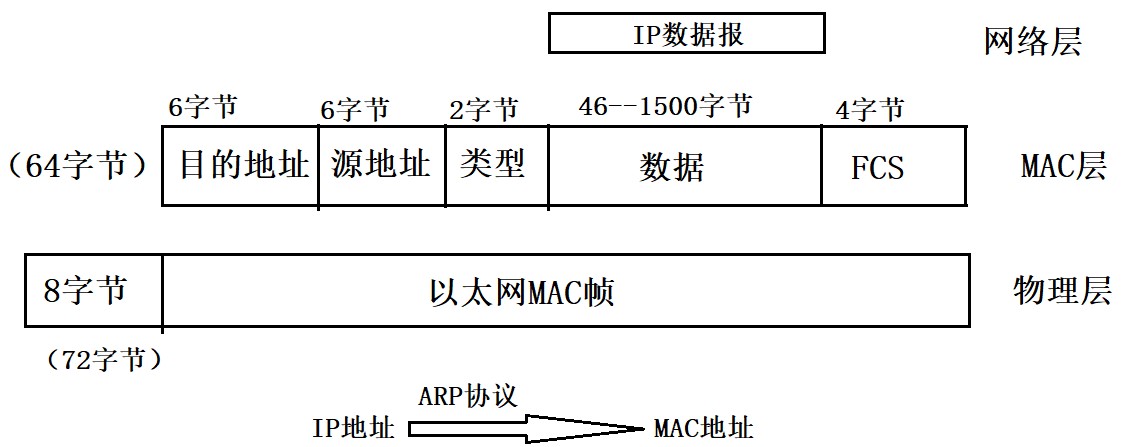 IP数据报
网络层
6字节 6字节 2字节 46--1500字节 4字节
(64字节) 目的地址 源地址 类型 数据 FCS MAC层
8字节 以太网MAC帧 物理层
(72字节)
ARP协议
IP地址 MAC地址